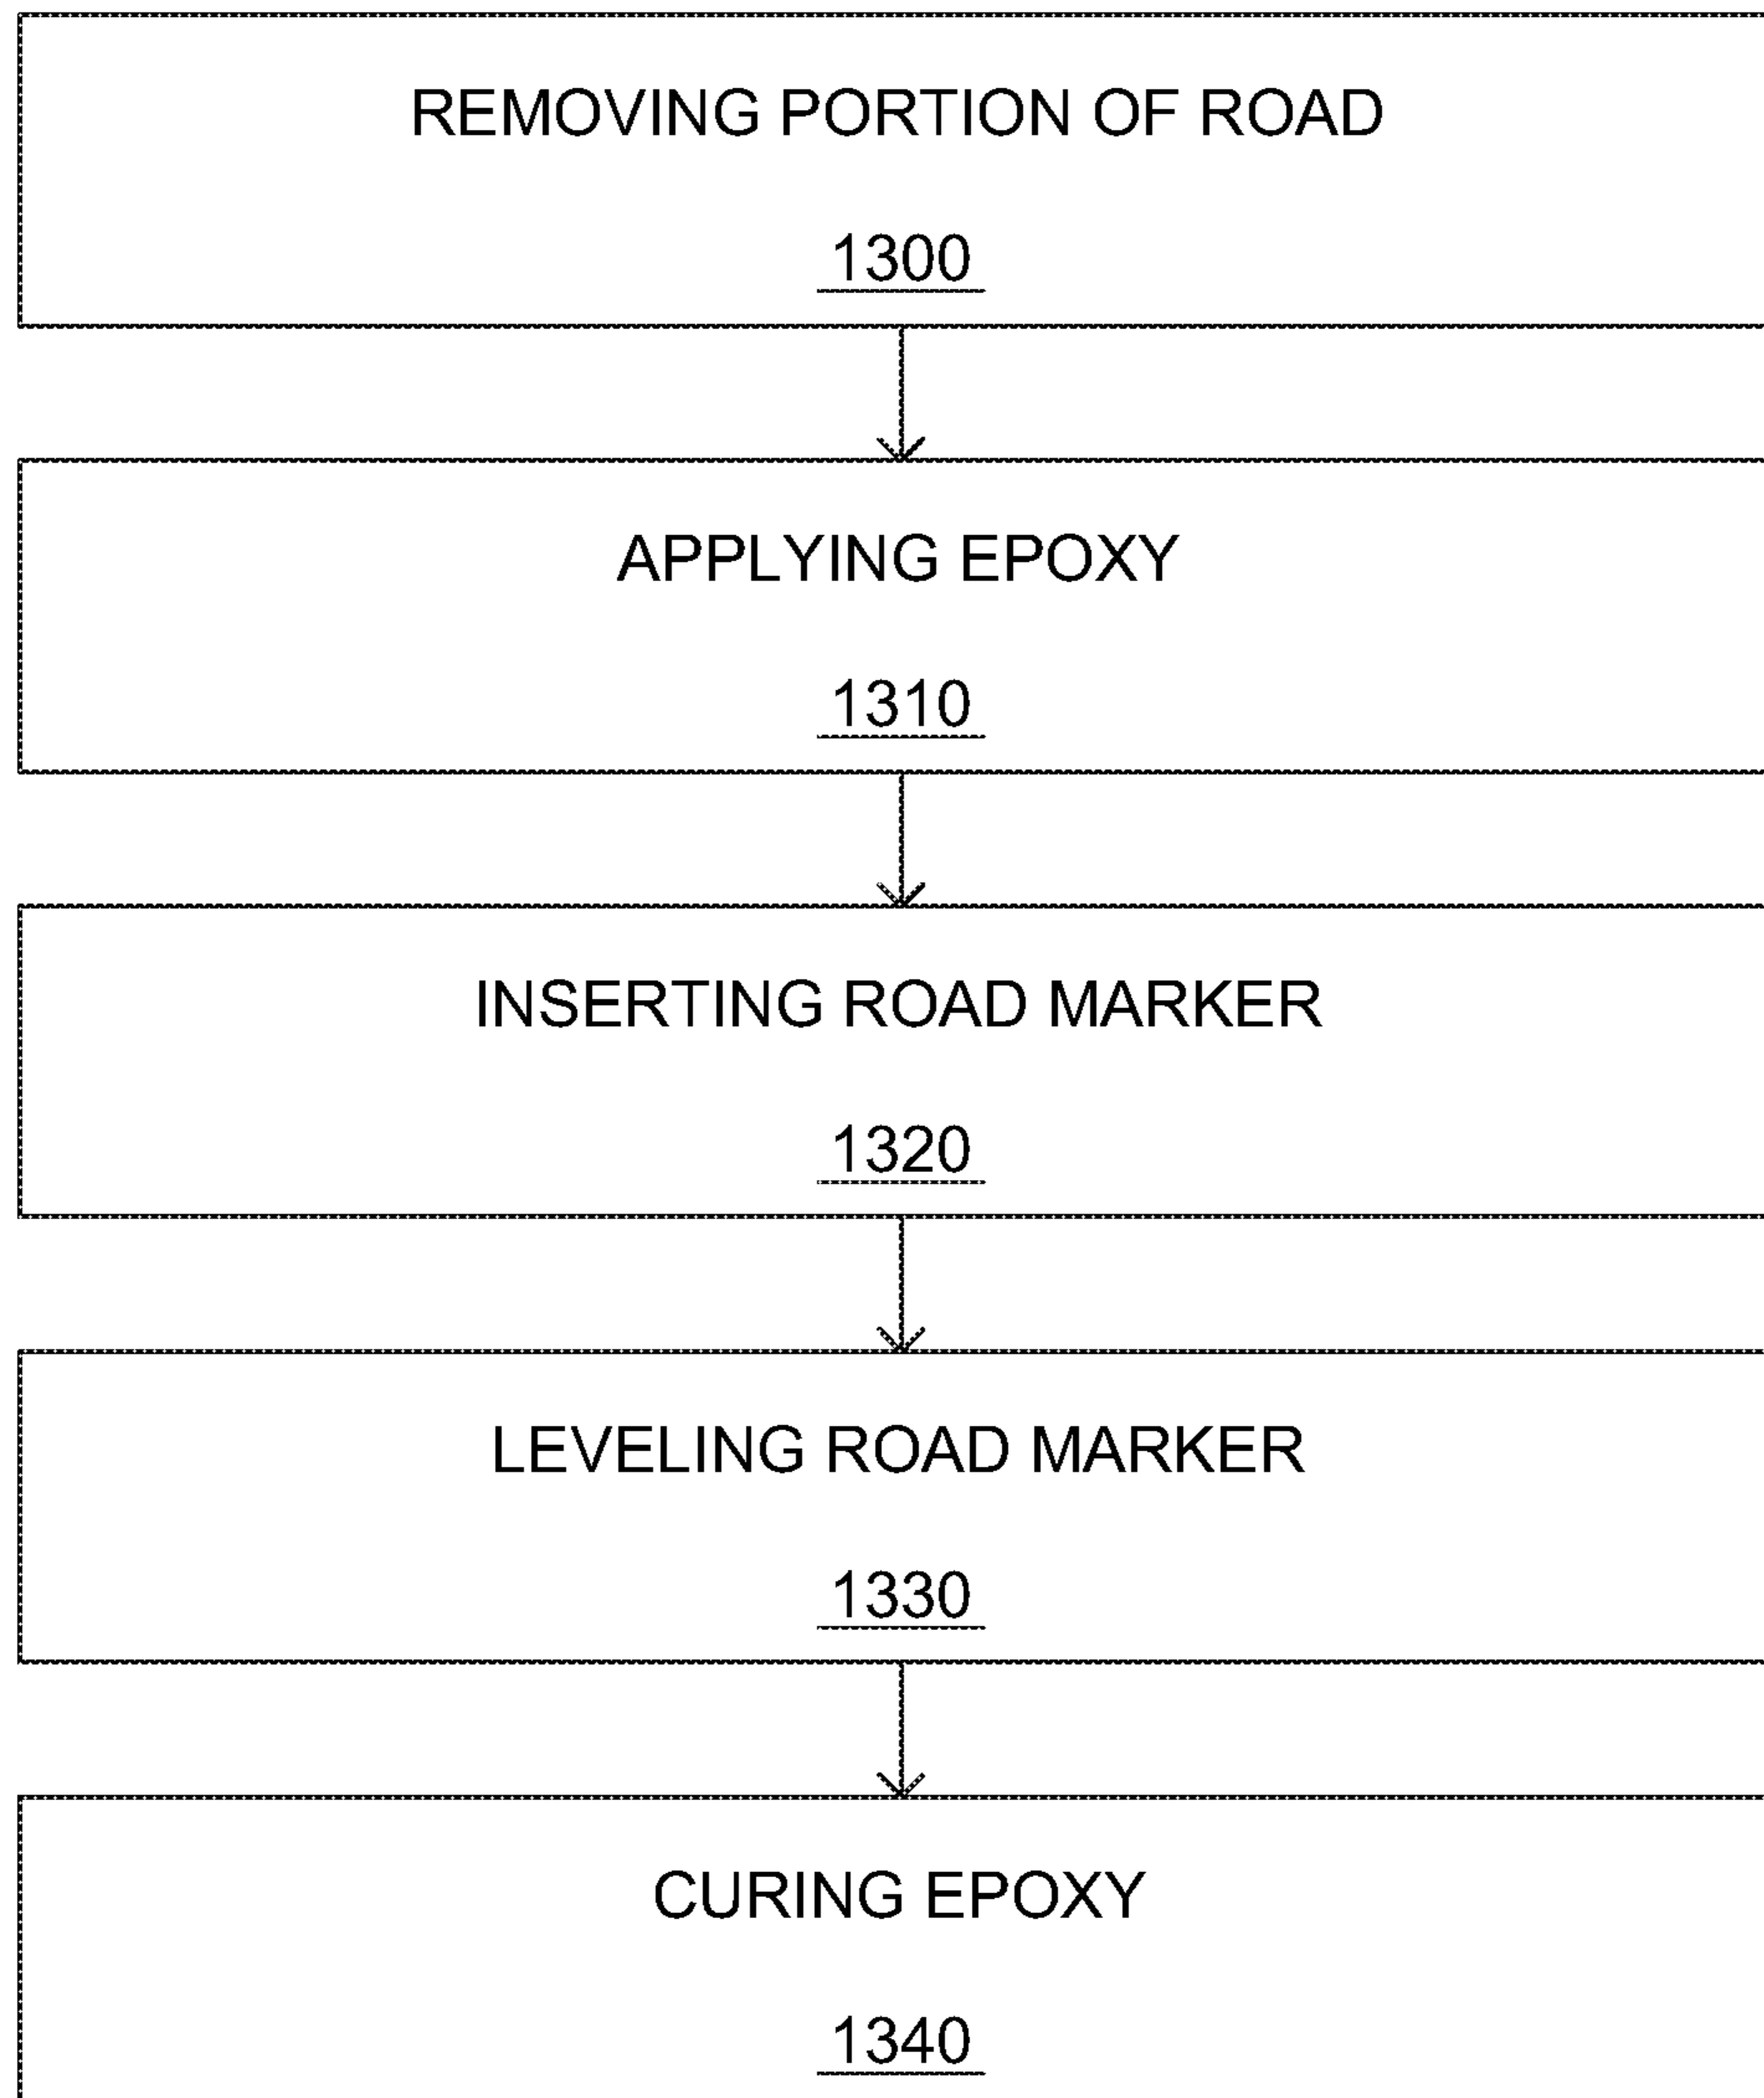 REMOVING PORTION OF ROAD
1300
APPLYING EPOXY
1310
INSERTING ROAD MARKER
1320
LEVELING ROAD MARKER
1330
CURING EPOXY
1340